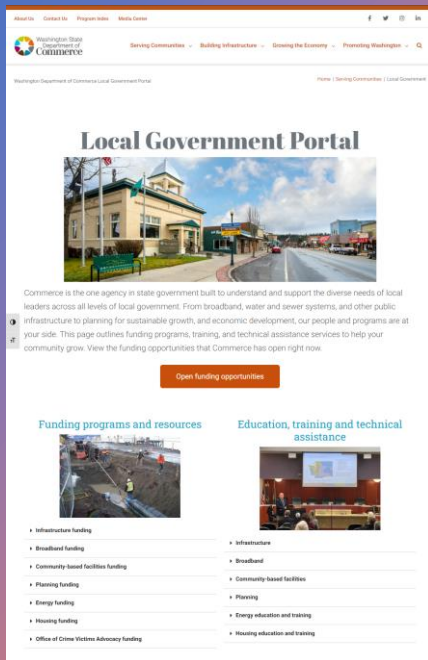 About Us Contact Us Program Index Media Center
Washington State
Department of
Commerce
Serving Communities Building Infrastructure Growing the Economy Promoting Washington
Washington Department of Commerce Local Government Portal
Home | Serving Communities | Local Government
Local Government Portal
Commerce is the one agency in state government built to understand and support the diverse needs of local
leaders across all levels of local government. From broadband, water and sewer systems, and other public
infrastructure to planning for sustainable growth, and economic development, our people and programs are at
your side. This page outlines funding programs, training, and technical assistance services to help your
community grow. View the funding opportunities that Commerce has open right now.
Open funding opportunities
Funding programs and resources
Infrastructure funding
Broadband funding
Community-based facilities funding
Planning funding
Energy funding
Housing funding
Office of Crime Victims Advocacy funding
Education, training and technical
assistance
Infrastructure
Broadband
Community-based facilities
Planning
Energy education and training
Housing education and training